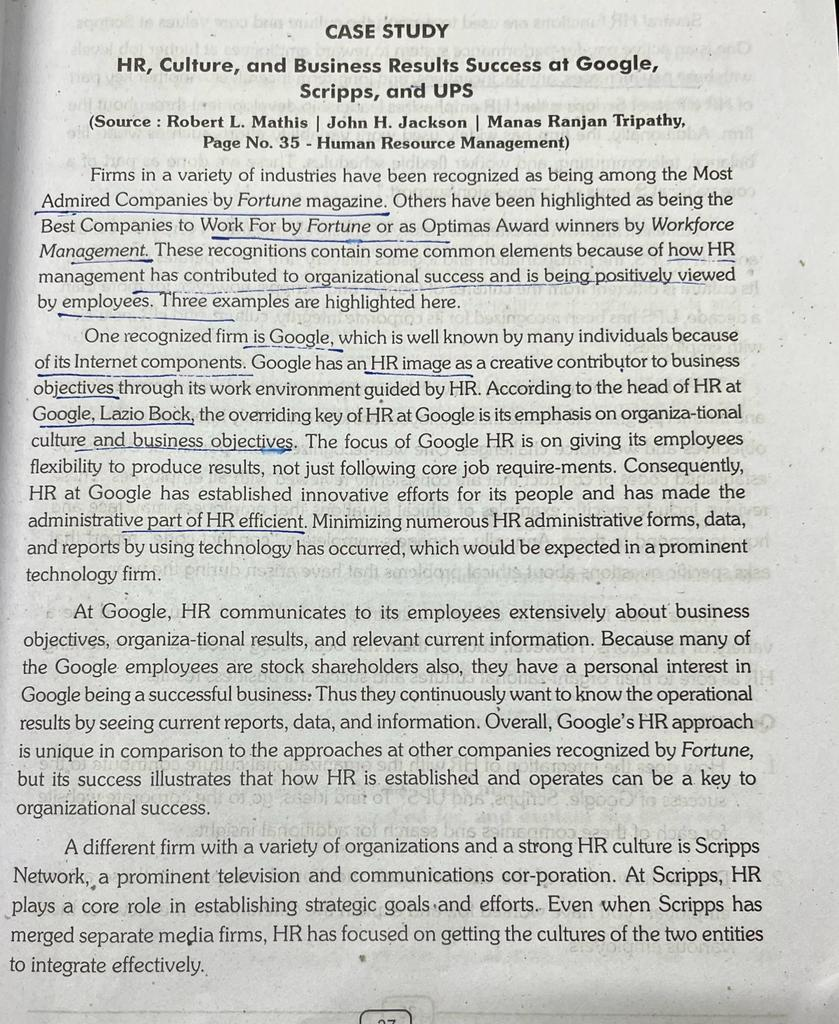 CASE STUDY
HR, Culture, and Business Results Success at Google,
Scripps, and UPS
(Source : Robert L. Mathis | John H. Jackson | Manas Ranjan Tripathy,
Page No. 35 - Human Resource Management)
Firms in a variety of industries have been recognized as being among the Most
Admired Companies by Fortune magazine. Others have been highlighted as being the
Best Companies to Work For by Fortune or as Optimas Award winners by Workforce
Management. These recognitions contain some common elements because of how HR
management has contributed to organizational success and is being positively viewed
by employees. Three examples are highlighted here.
One recognized firm is Google, which is well known by many individuals because
of its Internet components. Google has an HR image as a creative contributor to business
objectives through its work environment guided by HR. According to the head of HR at
Google, Lazio Bock, the overriding key of HR at Google is its emphasis on organiza-tional
culture and business objectives. The focus of Google HR is on giving its employees
flexibility to produce results, not just following core job require-ments. Consequently,
HR at Google has established innovative efforts for its people and has made the
administrative part of HR efficient. Minimizing numerous HR administrative forms, data,
and reports by using technology has occurred, which would be expected in a prominent
technology firm.
At Google, HR communicates to its employees extensively about business
objectives, organiza-tional results, and relevant current information. Because many of
the Google employees are stock shareholders also, they have a personal interest in
Google being a successful business. Thus they continuously want to know the operational
results by seeing current reports, data, and information. Overall, Google's HR approach
is unique in comparison to the approaches at other companies recognized by Fortune,
but its success illustrates that how HR is established and operates can be a key to
organizational success.
A different firm with a variety of organizations and a strong HR culture is Scripps
Network, a prominent television and communications cor-poration. At Scripps, HR
plays a core role in establishing strategic goals and efforts. Even when Scripps has
merged separate media firms, HR has focused on getting the cultures of the two entities
to integrate effectively.